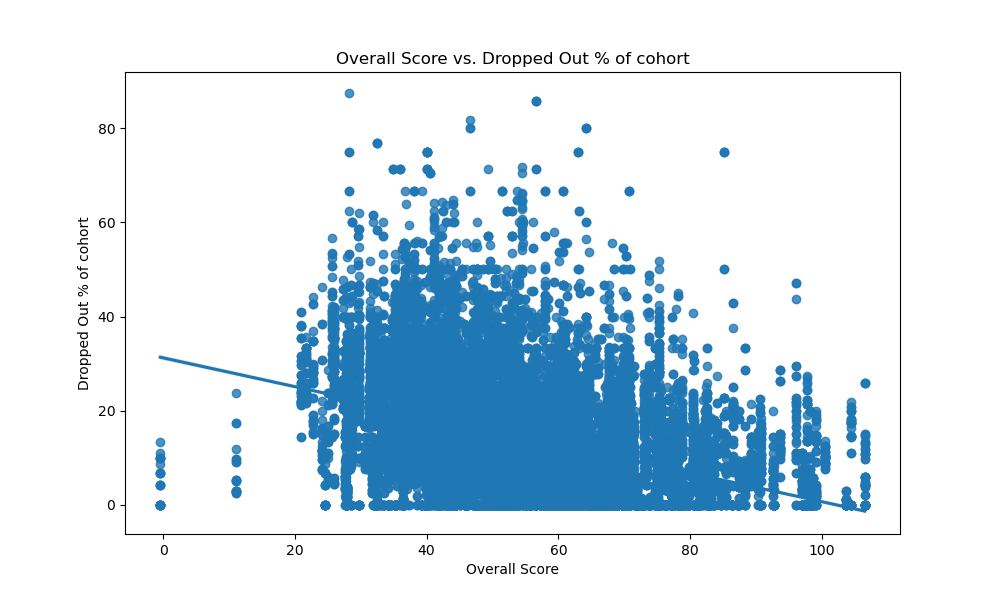 Overall Score vs. Dropped Out % of cohort
Dropped Out % of cohort
80
60
40
20
0
0 20 40 60 80 100
Overall Score